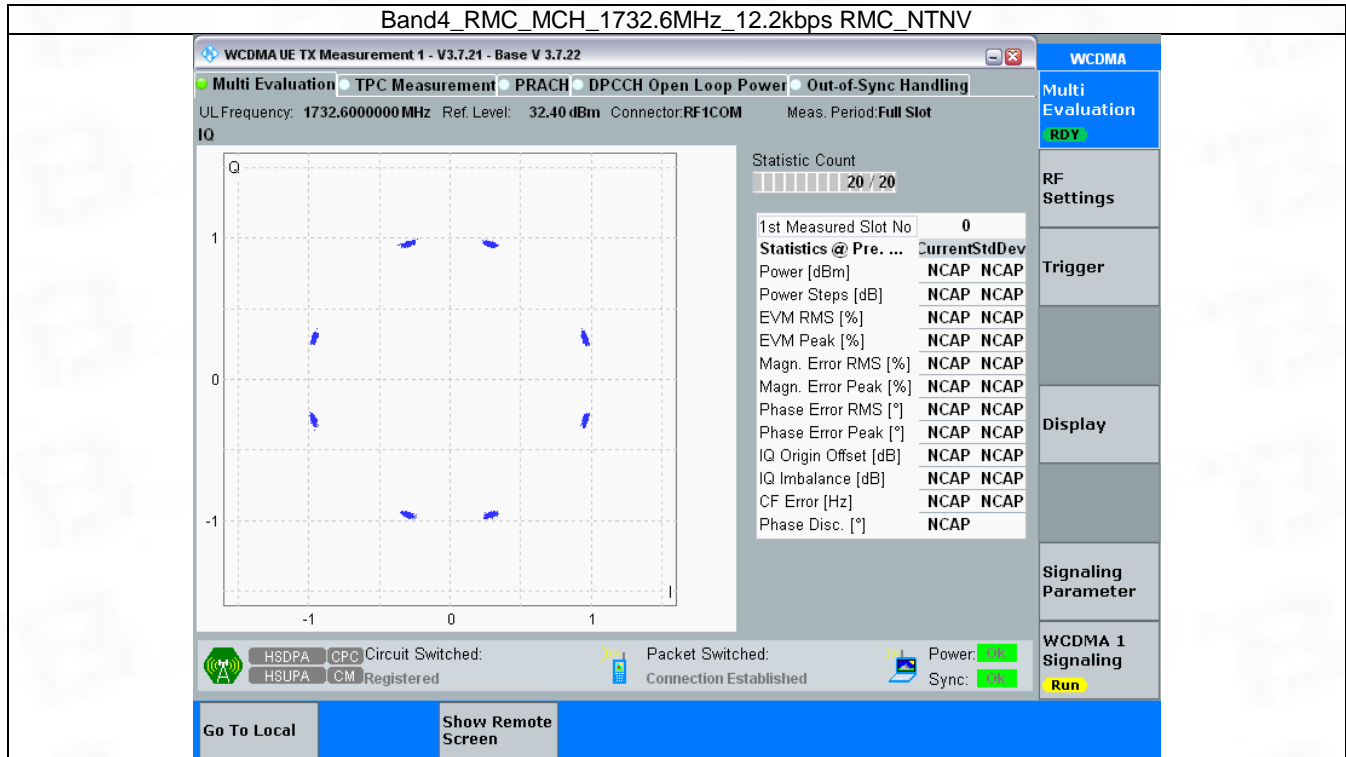 Band4_RMC_MCH_1732.6MHz_12.2kbps RMC_NTNV
WCDMA UE TX Measurement 1 - V3.7.21 - Base V 3.7.22
Multi Evaluation TPC Measurement PRACH DPCCH Open Loop Power Out-of-Sync Handling
UL Frequency: 1732.6000000 MHz Ref. Level: 32.40 dBm Connector:RF1COM Meas. Period:Full Slot
IQ
Q
1
0
-1
-1 0 1
I
Statistic Count
20 / 20
1st Measured Slot No 0
Statistics @ Pre. ... CurrentStdDev
Power [dBm] NCAP NCAP
Power Steps [dB] NCAP NCAP
EVM RMS [%] NCAP NCAP
EVM Peak [%] NCAP NCAP
Magn. Error RMS [%] NCAP NCAP
Magn. Error Peak [%] NCAP NCAP
Phase Error RMS [°] NCAP NCAP
Phase Error Peak [°] NCAP NCAP
IQ Origin Offset [dB] NCAP NCAP
IQ Imbalance [dB] NCAP NCAP
CF Error [Hz] NCAP NCAP
Phase Disc. [°] NCAP
HSDPA CPC Circuit Switched:
HSUPA CM Registered
Packet Switched:
Connection Established
Power: OK
Sync: OK
WCDMA
Multi
Evaluation
RDY
RF
Settings
Trigger
Display
Signaling
Parameter
WCDMA 1
Signaling
Run
Go To Local
Show Remote
Screen